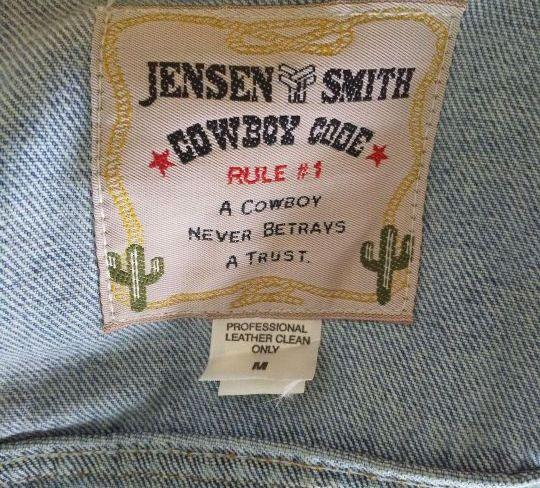 JENSEN SMITH
COWBOY CODE
RULE #1
A COWBOY
NEVER BETRAYS
A TRUST.
PROFESSIONAL
LEATHER CLEAN
ONLY
M